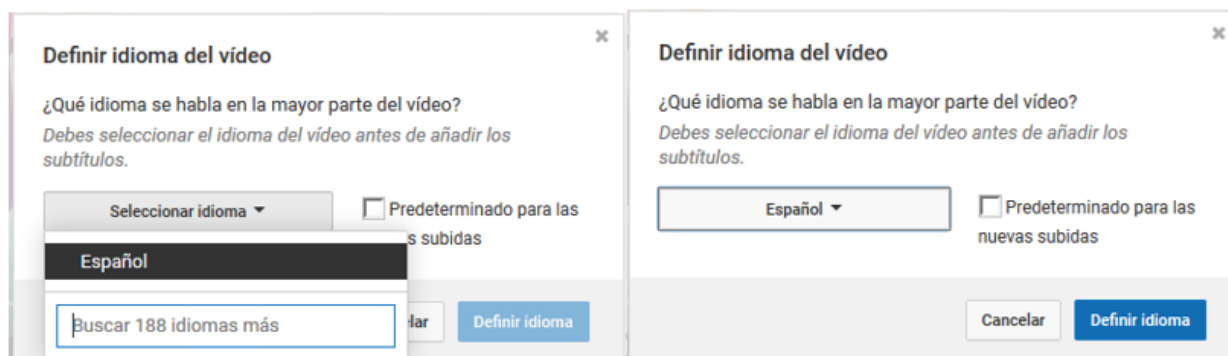 Definir idioma del vídeo
¿Qué idioma se habla en la mayor parte del vídeo?
Debes seleccionar el idioma del vídeo antes de añadir los
subtítulos.
Seleccionar idioma
Predeterminado para las
s subidas
Español
Buscar 188 idiomas más
lar
Definir idioma
Definir idioma del vídeo
¿Qué idioma se habla en la mayor parte del vídeo?
Debes seleccionar el idioma del vídeo antes de añadir los
subtítulos.
Español
Predeterminado para las
nuevas subidas
Cancelar
Definir idioma